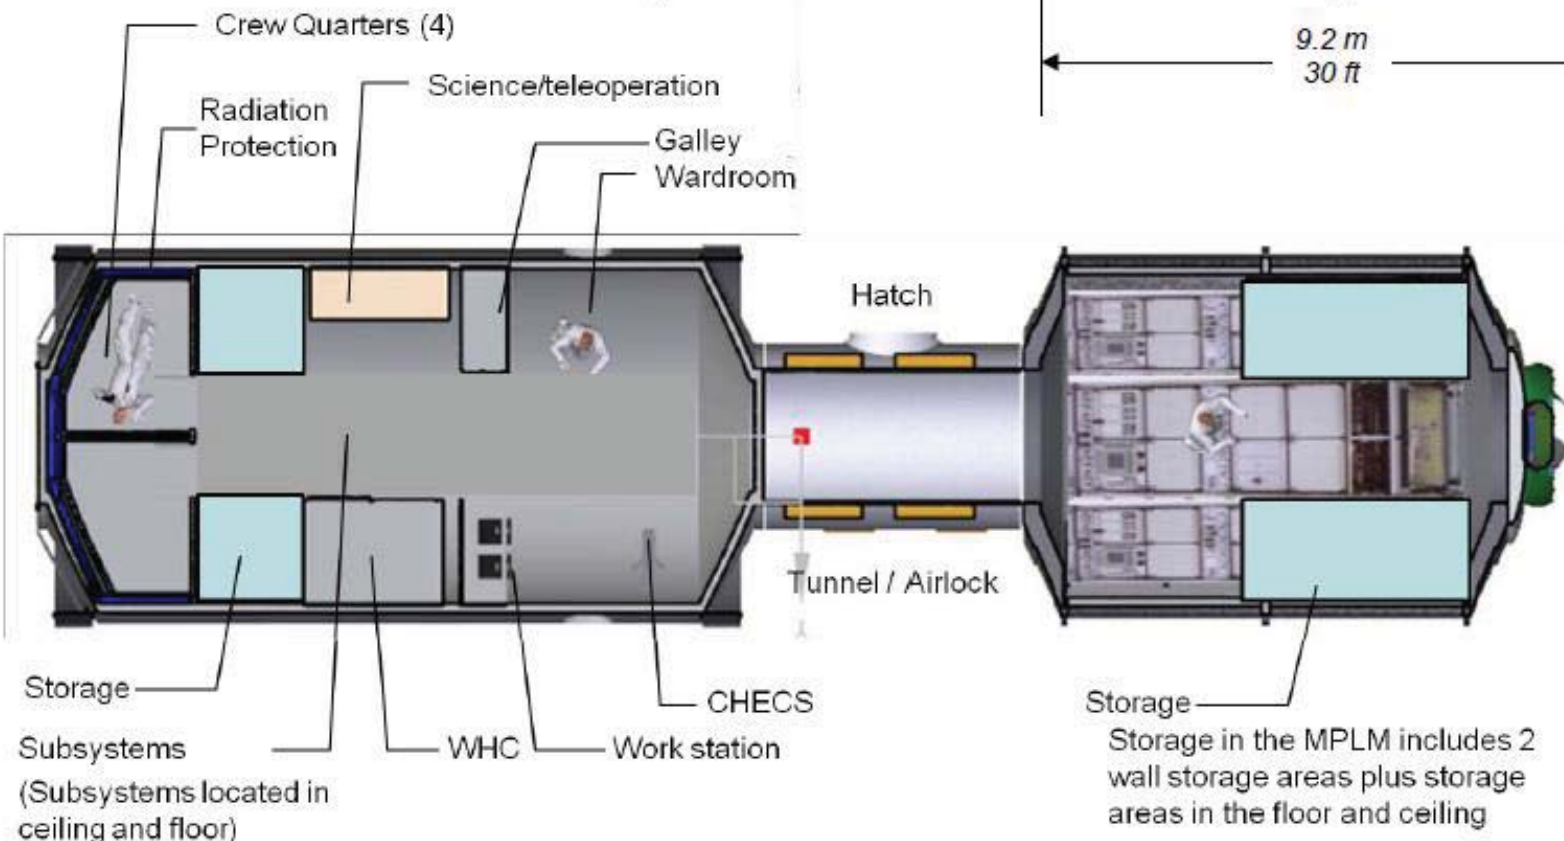 Crew Quarters (4)
9.2 m
30 ft
Science/teleoperation
Radiation
Protection
Galley
Wardroom
Hatch
Tunnel / Airlock
Storage
CHECS
Subsystems
WHC
Work station
(Subsystems located in
ceiling and floor)
Storage
Storage in the MPLM includes 2
wall storage areas plus storage
areas in the floor and ceiling